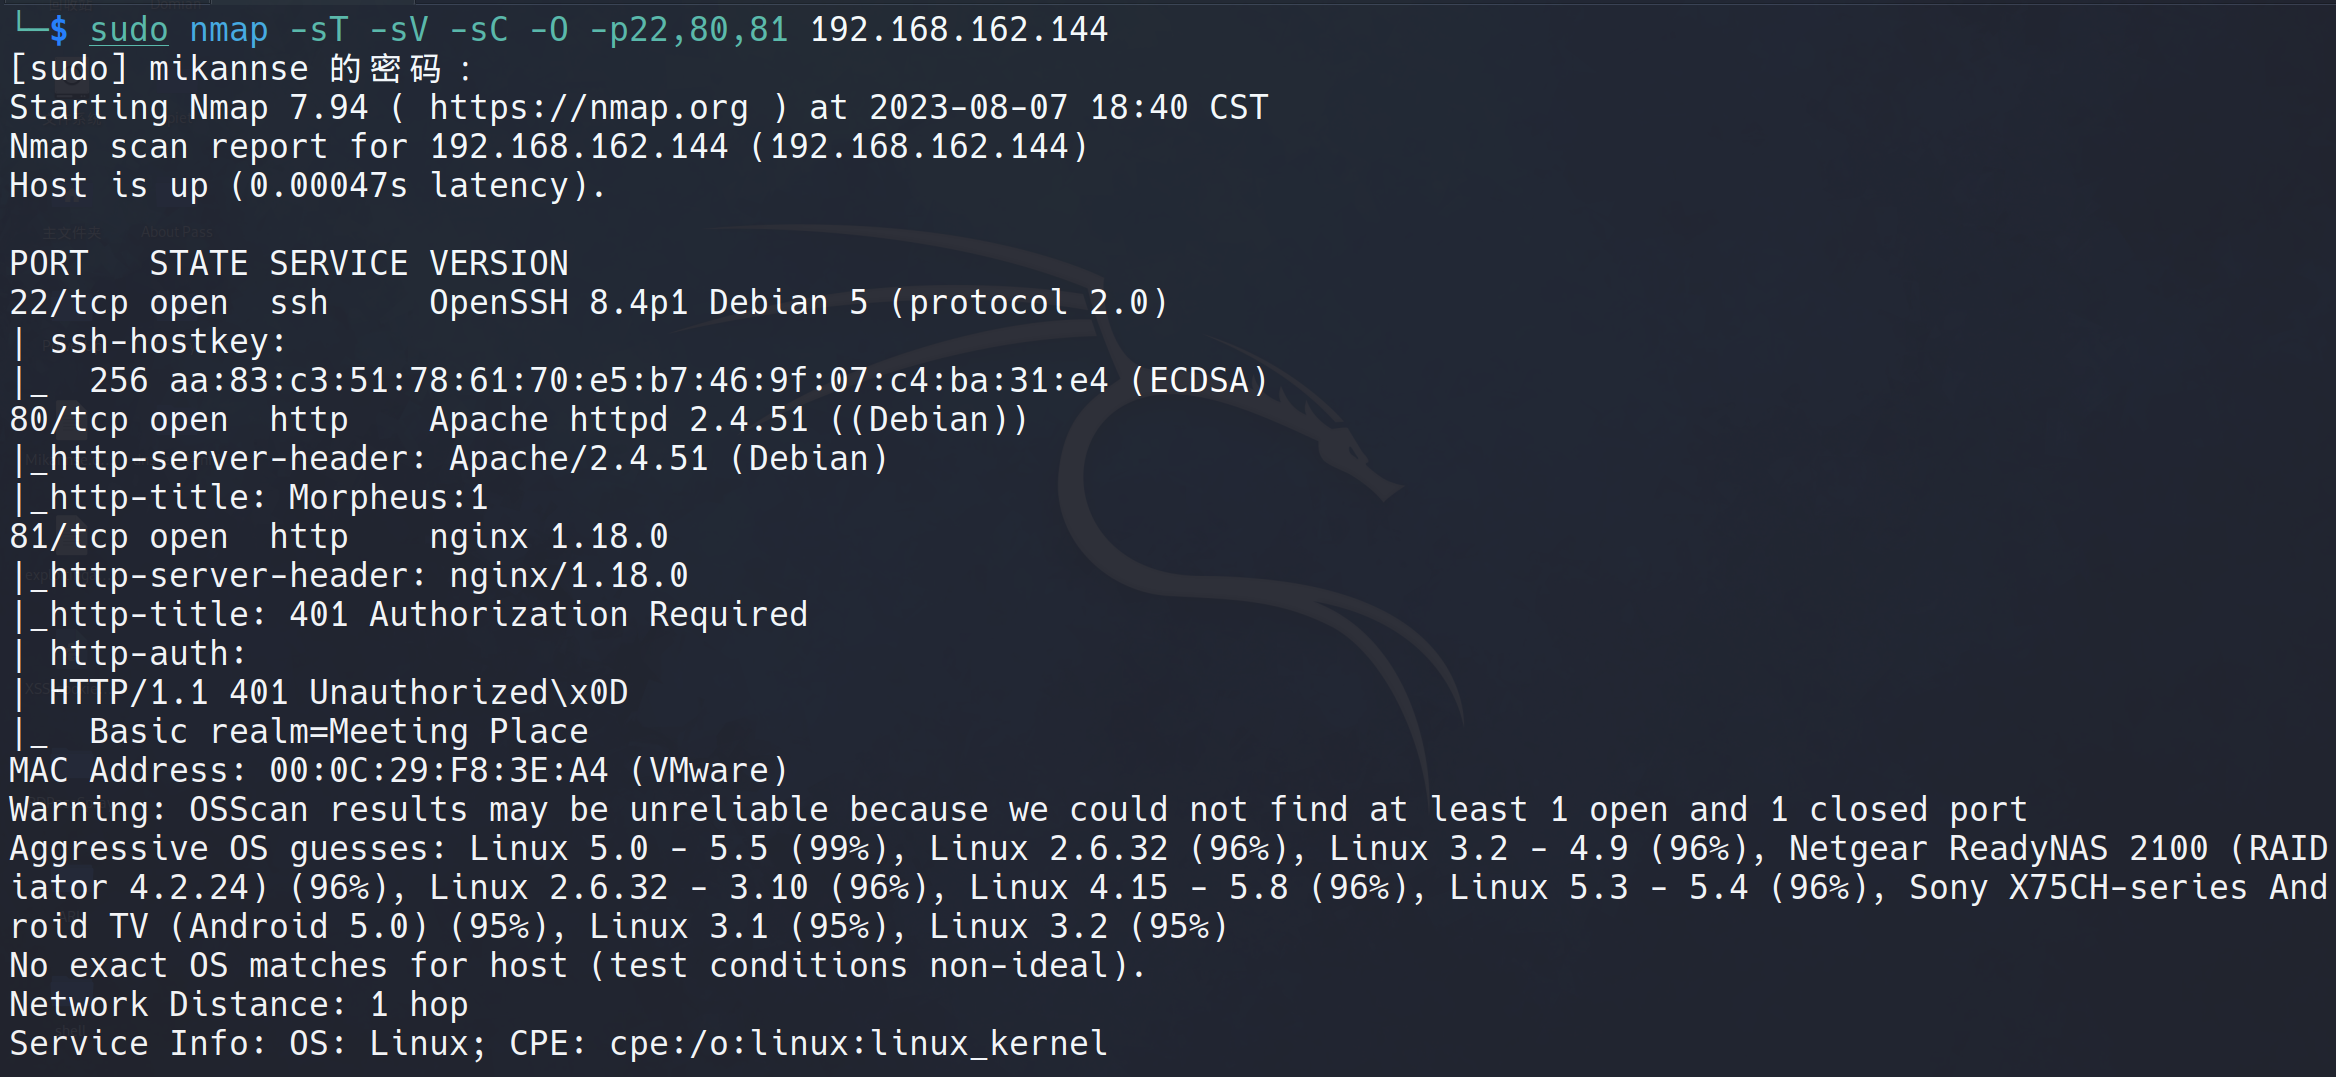 └─$ sudo nmap -sT -sV -sC -O -p22,80,81 192.168.162.144
[sudo] mikannse 的密码：
Starting Nmap 7.94 ( https://nmap.org ) at 2023-08-07 18:40 CST
Nmap scan report for 192.168.162.144 (192.168.162.144)
Host is up (0.00047s latency).
主文件夹 About Pass
PORT   STATE SERVICE VERSION
22/tcp open  ssh     OpenSSH 8.4p1 Debian 5 (protocol 2.0)
| ssh-hostkey:
|_  256 aa:83:c3:51:78:61:70:e5:b7:46:9f:07:c4:ba:31:e4 (ECDSA)
80/tcp open  http    Apache httpd 2.4.51 ((Debian))
|_http-server-header: Apache/2.4.51 (Debian)
|_http-title: Morpheus:1
81/tcp open  http    nginx 1.18.0
|_http-server-header: nginx/1.18.0
|_http-title: 401 Authorization Required
| http-auth:
| HTTP/1.1 401 Unauthorized\x0D
|_  Basic realm=Meeting Place
MAC Address: 00:0C:29:F8:3E:A4 (VMware)
Warning: OSScan results may be unreliable because we could not find at least 1 open and 1 closed port
Aggressive OS guesses: Linux 5.0 - 5.5 (99%), Linux 2.6.32 (96%), Linux 3.2 - 4.9 (96%), Netgear ReadyNAS 2100 (RAID
iator 4.2.24) (96%), Linux 2.6.32 - 3.10 (96%), Linux 4.15 - 5.8 (96%), Linux 5.3 - 5.4 (96%), Sony X75CH-series And
roid TV (Android 5.0) (95%), Linux 3.1 (95%), Linux 3.2 (95%)
No exact OS matches for host (test conditions non-ideal).
Network Distance: 1 hop
shell
Service Info: OS: Linux; CPE: cpe:/o:linux:linux_kernel